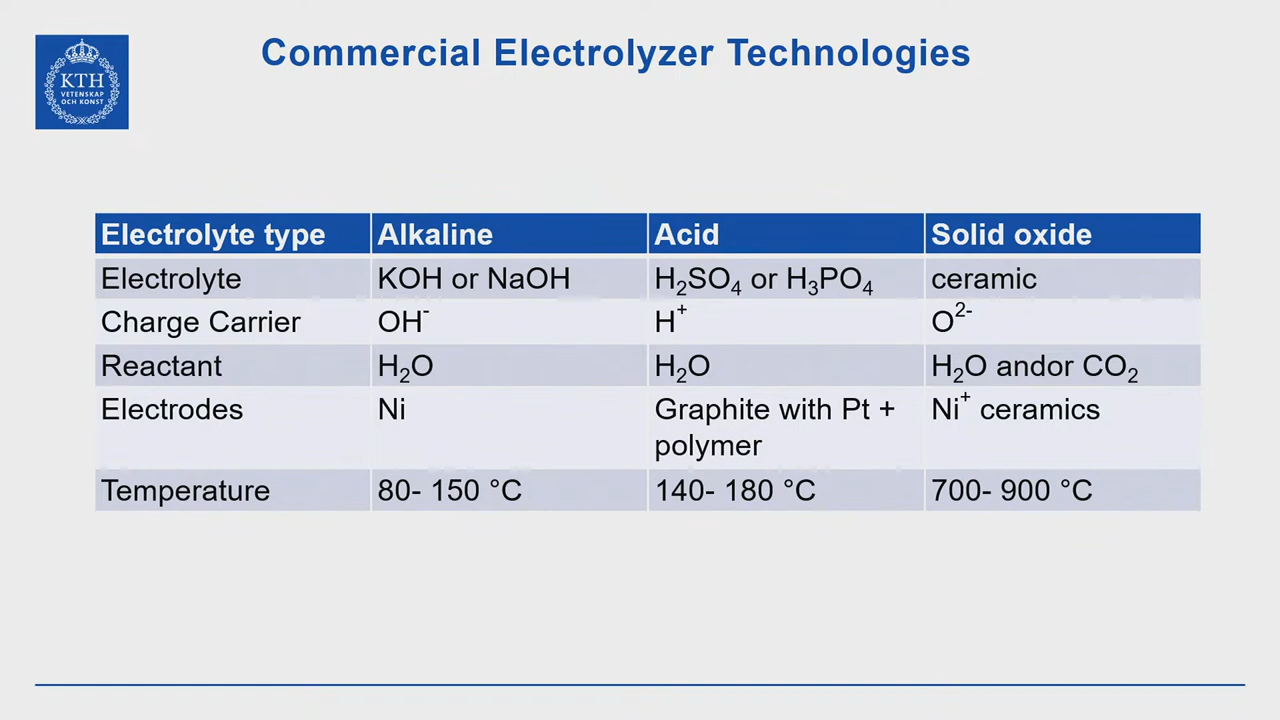 KTH
VETENSKAP
OCH KONST
Commercial Electrolyzer Technologies
Electrolyte type Alkaline Acid Solid oxide
Electrolyte KOH or NaOH H₂SO₄ or H₃PO₄ ceramic
Charge Carrier OH⁻ H⁺ O²⁻
Reactant H₂O H₂O H₂O andor CO₂
Electrodes Ni Graphite with Pt + Ni⁺ ceramics
polymer
Temperature 80- 150 °C 140- 180 °C 700- 900 °C